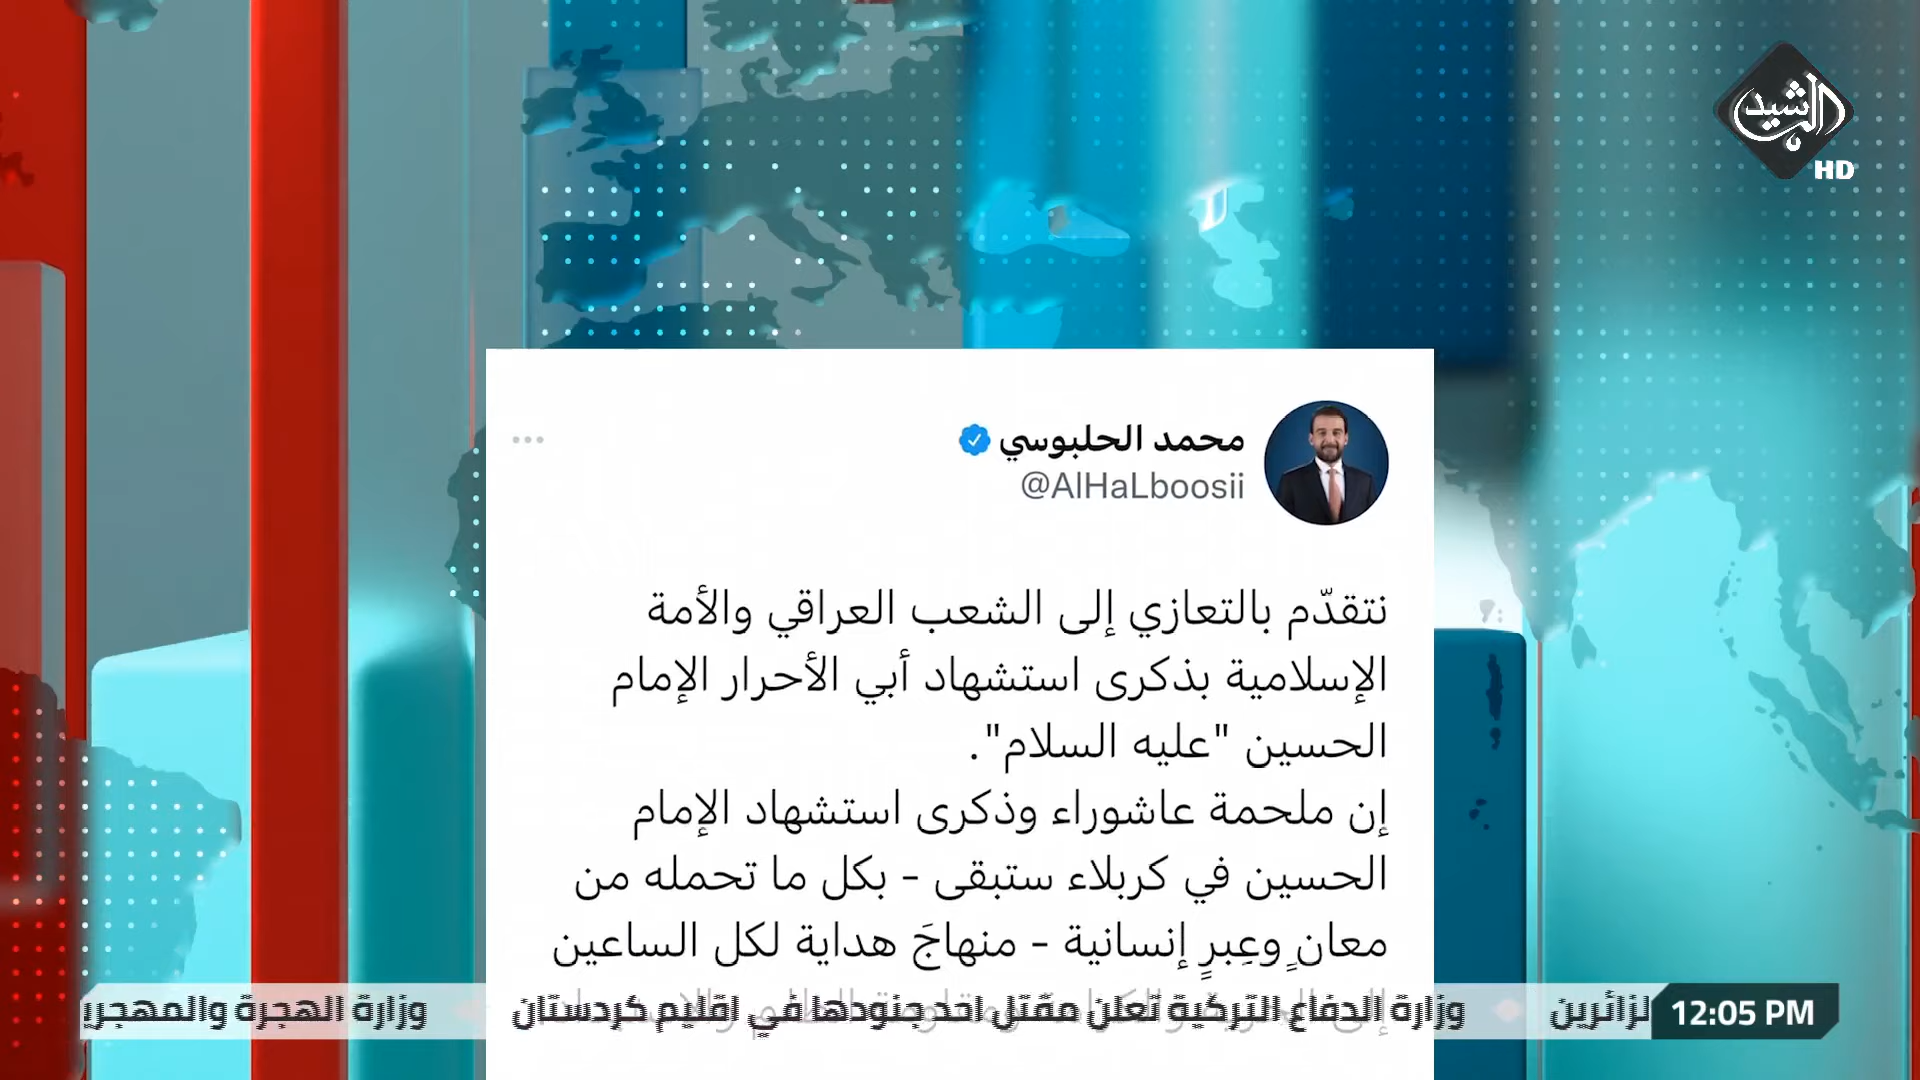 الرشيد
HD
محمد الحلبوسي
@AlHaLboosii
نتقدّم بالتعازي إلى الشعب العراقي والأمة
الإسلامية بذكرى استشهاد أبي الأحرار الإمام
الحسين "عليه السلام".
إن ملحمة عاشوراء وذكرى استشهاد الإمام
الحسين في كربلاء ستبقى - بكل ما تحمله من
معانٍ وعِبرٍ إنسانية - منهاجَ هداية لكل الساعين
لزائرين وزارة الدفاع التركية تعلن مقتل احد جنودها في اقليم كردستان وزارة الهجرة والمهجري
12:05 PM